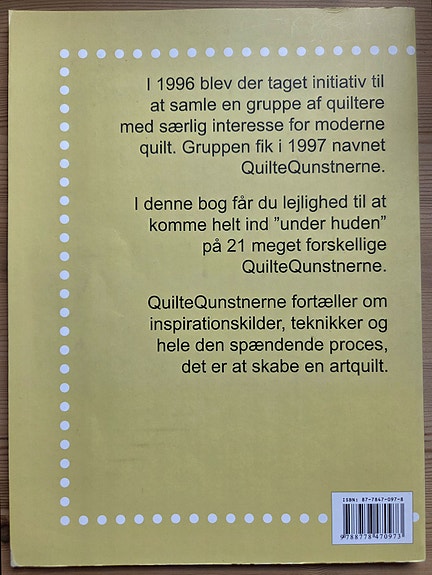 I 1996 blev der taget initiativ til
at samle en gruppe af quiltere
med særlig interesse for moderne
quilt. Gruppen fik i 1997 navnet
QuilteQunstnerne.
I denne bog får du lejlighed til at
komme helt ind ”under huden”
på 21 meget forskellige
QuilteQunstnerne.
QuilteQunstnerne fortæller om
inspirationskilder, teknikker og
hele den spændende proces,
det er at skabe en artquilt.
ISBN: 87-7847-097-8
9788778470973